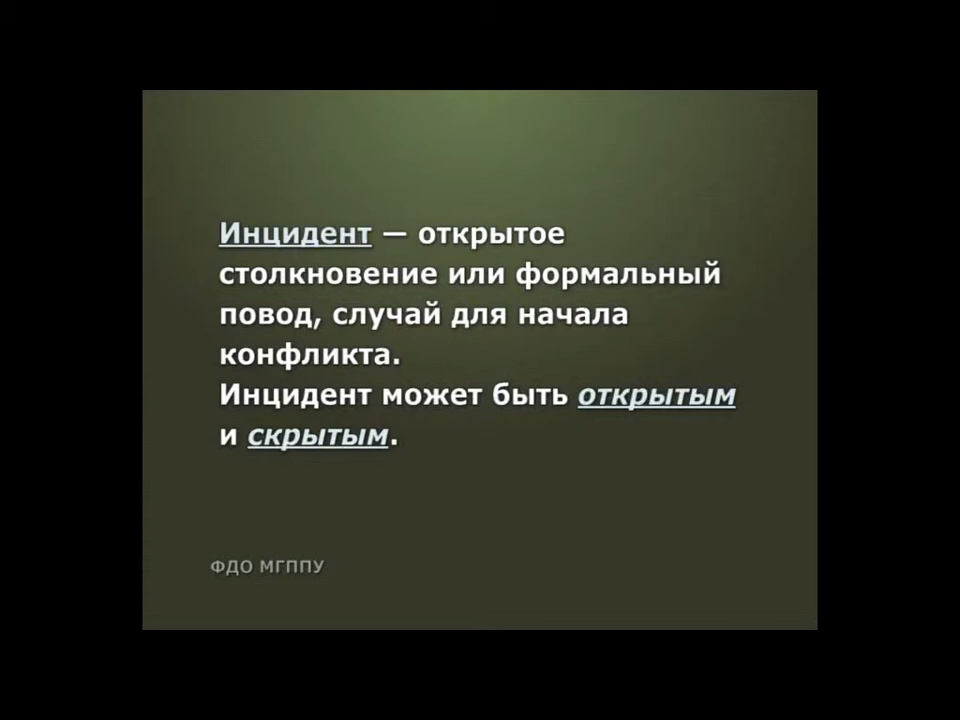 Инцидент — открытое
столкновение или формальный
повод, случай для начала
конфликта.
Инцидент может быть открытым
и скрытым.
ФДО МГППУ